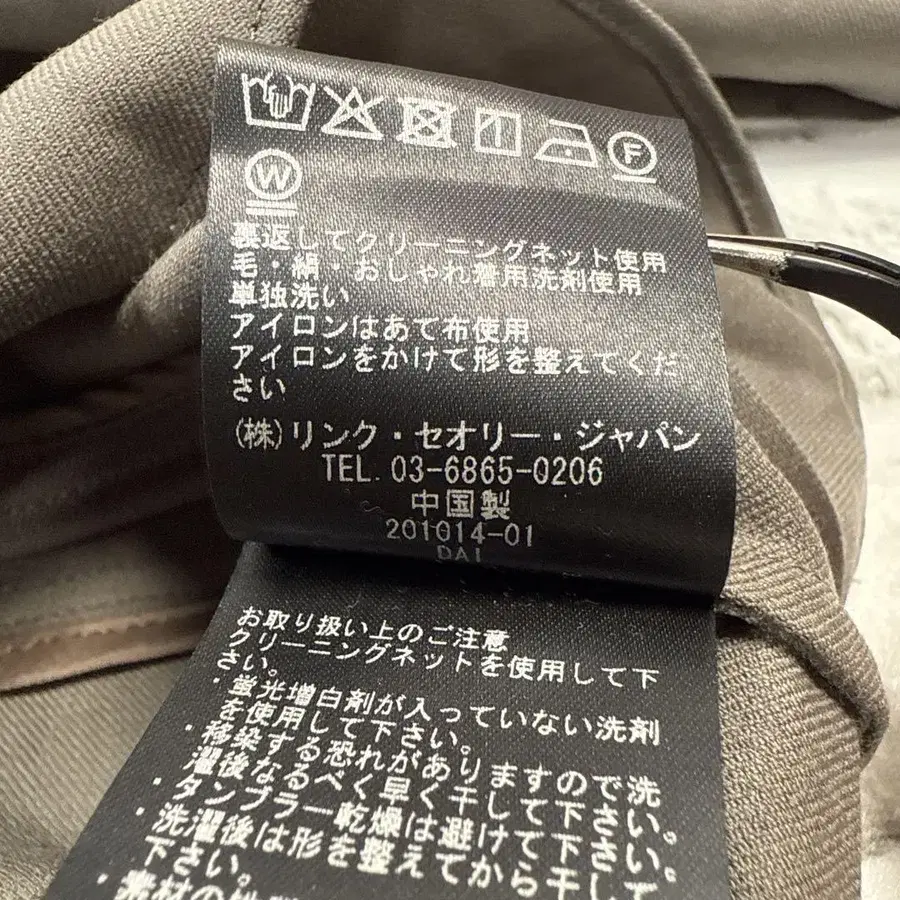 F
W
裏返してクリーニングネット使用
毛・絹・おしゃれ着用洗剤使用
単独洗い
アイロンはあて布使用
アイロンをかけて形を整えてくだ
さい
(株)リンク・セオリー・ジャパン
TEL.03-6865-0206
中国製
201014-01
DAI
お取り扱い上のご注意
クリーニングネットを使用して下
さい。
・蛍光増白剤が入っていない洗剤
を使用して下さい。
・移染する恐れがありますので洗
濯後なるべく早く干して下さい。
・タンブラー乾燥は避けて下さい。
・洗濯後は形を整えてから干して
下さい。
・素材の